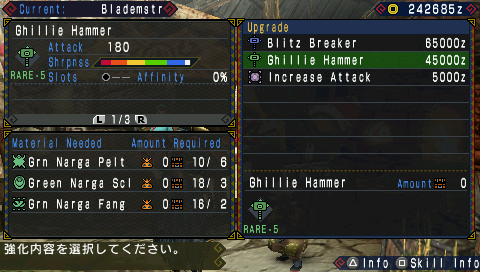 Current: Blademstr
242685z
Ghillie Hammer
Attack 180
Shrpnss
RARE-5 Slots ●-- Affinity 0%
L 1/3 R
Material Needed Amount Required
Grn Narga Pelt 0 10/ 6
Green Narga Scl 0 18/ 3
Grn Narga Fang 0 16/ 2
Upgrade
Blitz Breaker 65000z
Ghillie Hammer 45000z
Increase Attack 5000z
Ghillie Hammer Amount 0
RARE-5
強化内容を選択してください。
Info Skill Info